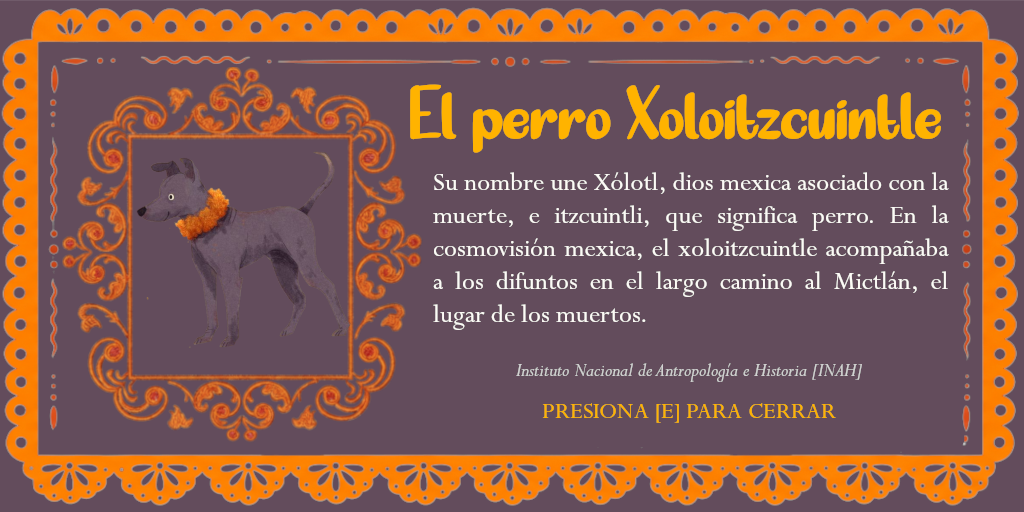 El perro Xoloitzcuintle
Su nombre une Xólotl, dios mexica asociado con la
muerte, e itzcuintli, que significa perro. En la
cosmovisión mexica, el xoloitzcuintle acompañaba
a los difuntos en el largo camino al Mictlán, el
lugar de los muertos.
Instituto Nacional de Antropología e Historia [INAH]
PRESIONA [E] PARA CERRAR